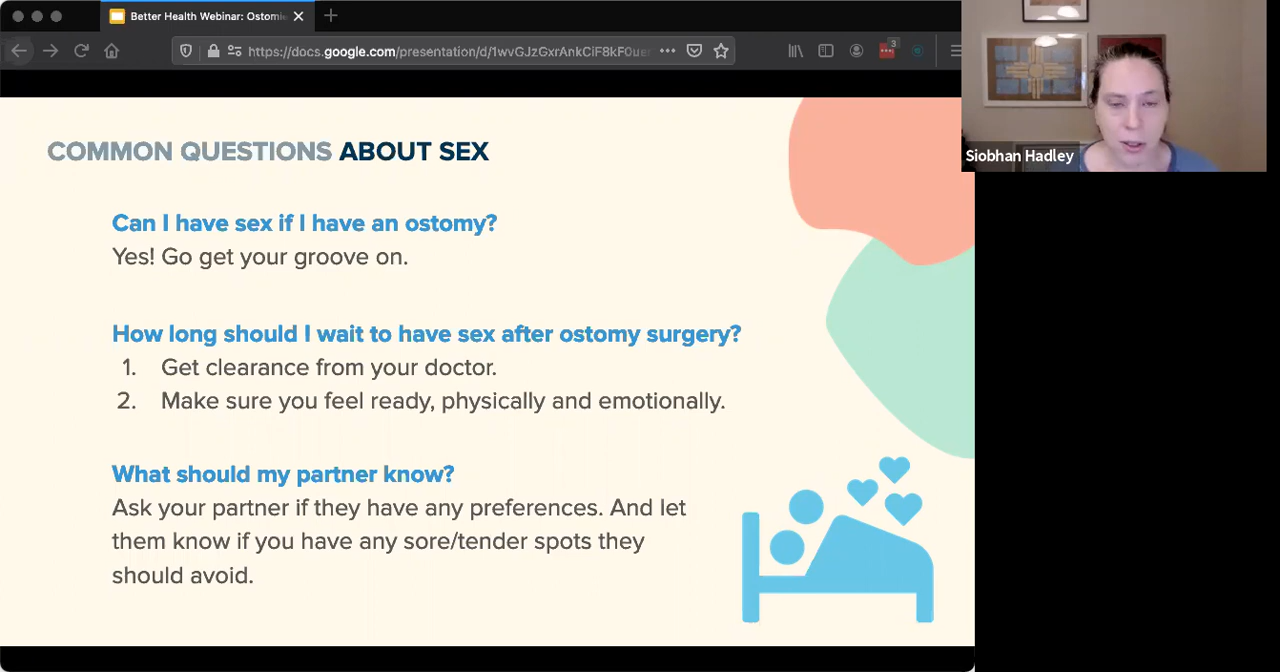 Better Health Webinar: Ostomi
https://docs.google.com/presentation/d/1wvGJzGxrAnkCiF8kF0ue
3
Siobhan Hadley
COMMON QUESTIONS ABOUT SEX
Can I have sex if I have an ostomy?
Yes! Go get your groove on.
How long should I wait to have sex after ostomy surgery?
1. Get clearance from your doctor.
2. Make sure you feel ready, physically and emotionally.
What should my partner know?
Ask your partner if they have any preferences. And let
them know if you have any sore/tender spots they
should avoid.